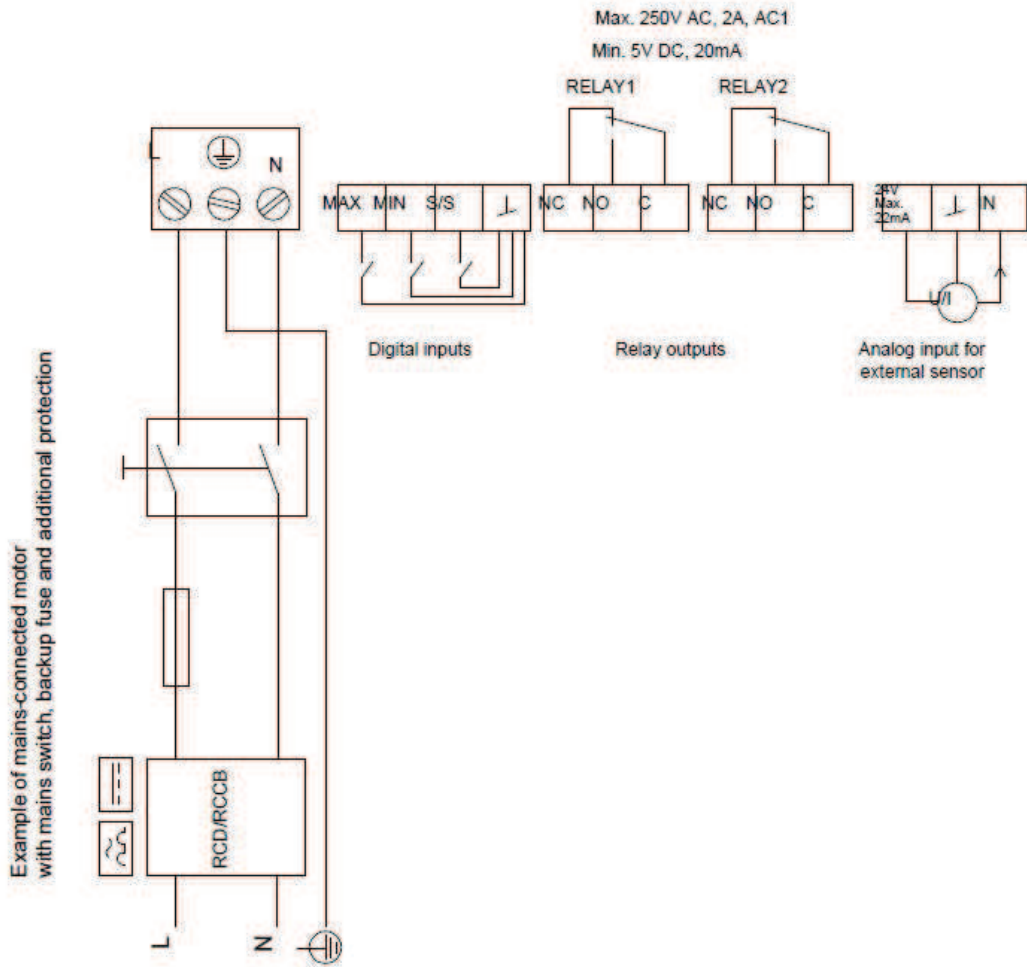 Max. 250V AC, 2A, AC1
Min. 5V DC, 20mA
RELAY1
RELAY2
L
N
MAX MIN S/S
NC NO C
NC NO C
24V
Max.
22mA
IN
U/I
Digital inputs
Relay outputs
Analog input for
external sensor
Example of mains-connected motor
with mains switch, backup fuse and additional protection
RCD/RCCB
L
N